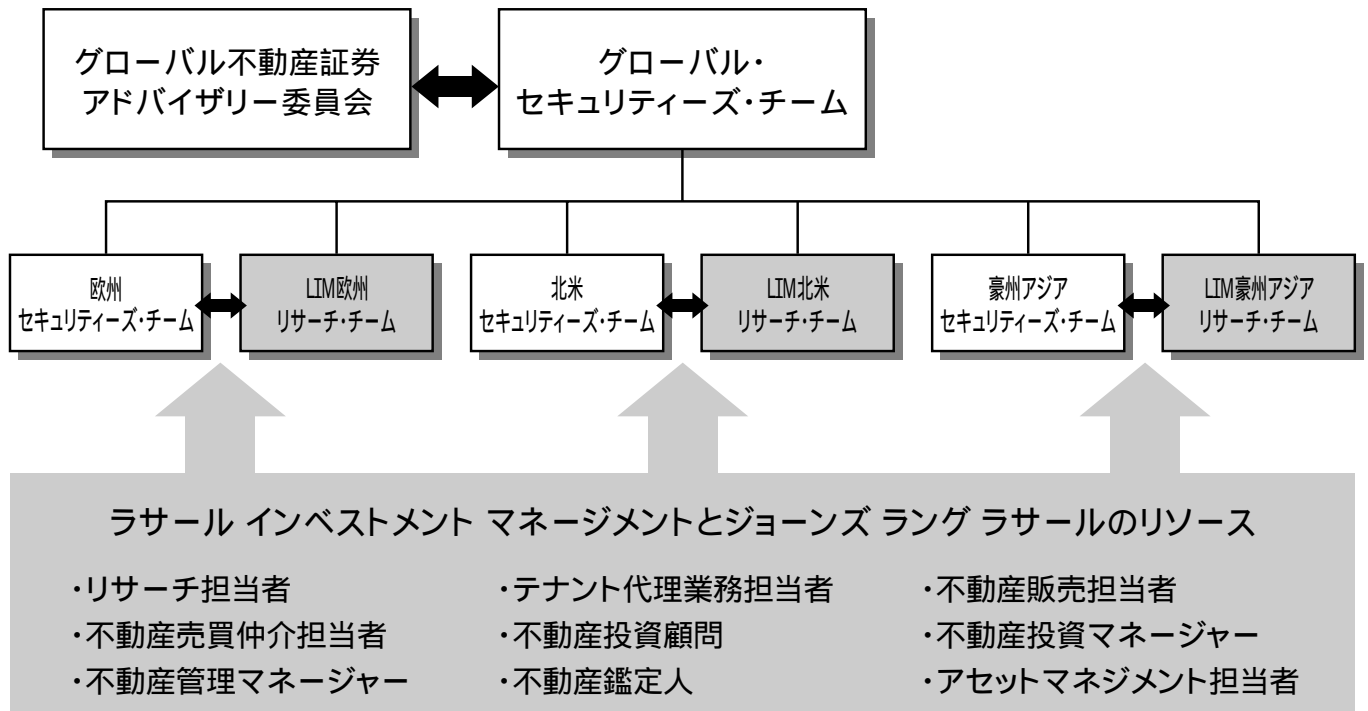 グローバル不動産証券
アドバイザリー委員会
グローバル・
セキュリティーズ・チーム
欧州
セキュリティーズ・チーム
LIM欧州
リサーチ・チーム
北米
セキュリティーズ・チーム
LIM北米
リサーチ・チーム
豪州アジア
セキュリティーズ・チーム
LIM豪州アジア
リサーチ・チーム
ラサール インベストメント マネージメントとジョーンズ ラング ラサールのリソース
・リサーチ担当者
・不動産売買仲介担当者
・不動産管理マネージャー
・テナント代理業務担当者
・不動産投資顧問
・不動産鑑定人
・不動産販売担当者
・不動産投資マネージャー
・アセットマネジメント担当者